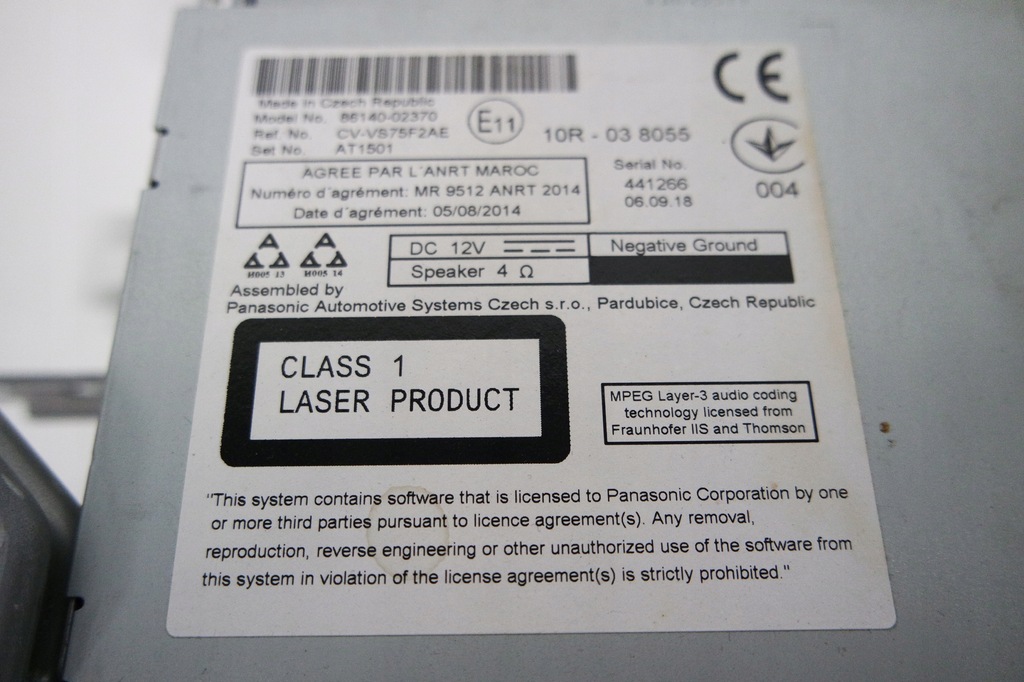 CE
Made in Czech Republic
Model No. 86140-02370
Ref No. CV-VS75F2AE
Set No. AT1501
E11
10R - 03 8055
Serial No.
441266
06.09.18
004
AGREE PAR L'ANRT MAROC
Numéro d'agrément: MR 9512 ANRT 2014
Date d'agrément: 05/08/2014
H005 13 H005 14
DC 12V Negative Ground
Speaker 4 Ω
Assembled by
Panasonic Automotive Systems Czech s.r.o., Pardubice, Czech Republic
CLASS 1
LASER PRODUCT
MPEG Layer-3 audio coding
technology licensed from
Fraunhofer IIS and Thomson
"This system contains software that is licensed to Panasonic Corporation by one
or more third parties pursuant to licence agreement(s). Any removal,
reproduction, reverse engineering or other unauthorized use of the software from
this system in violation of the license agreement(s) is strictly prohibited."